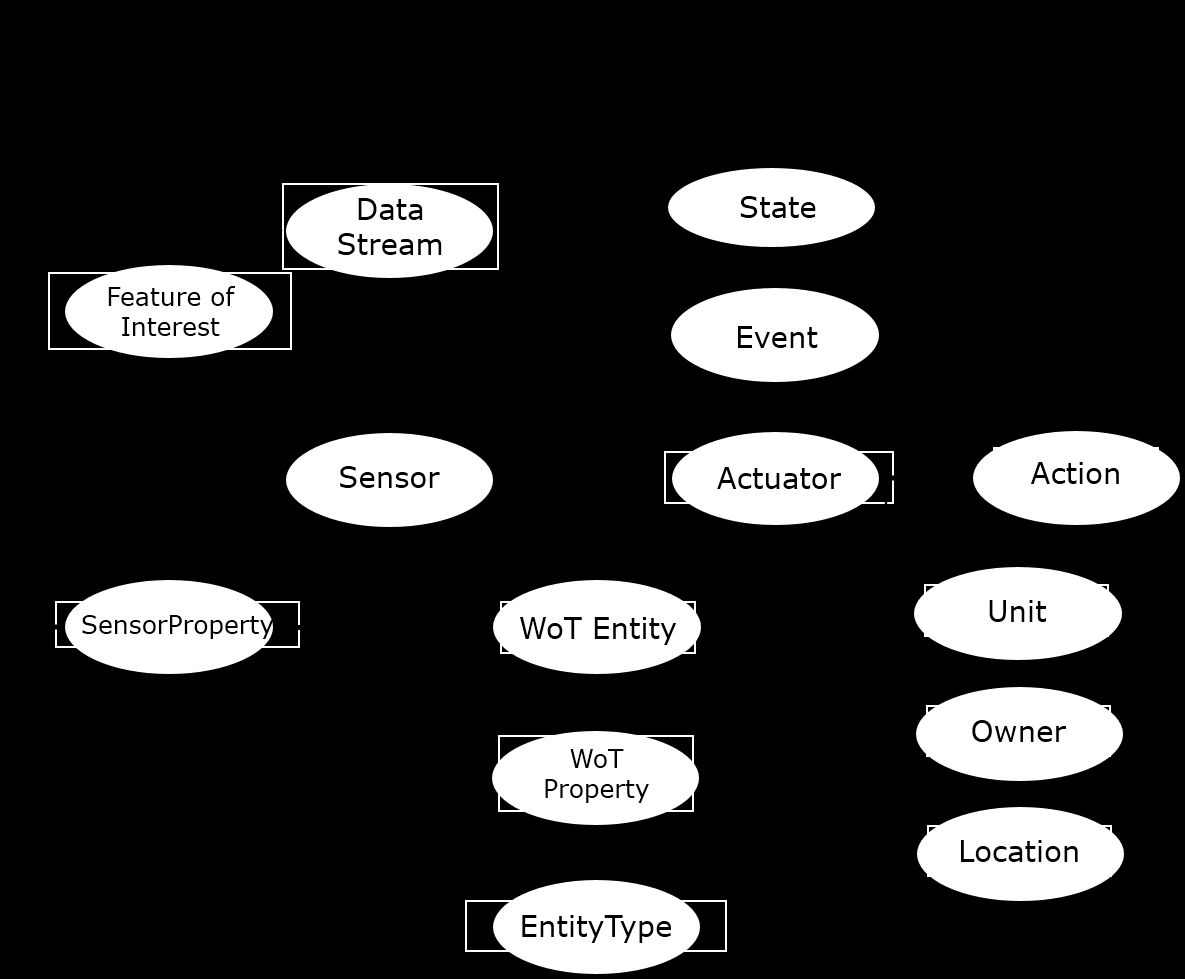 State
Data
Stream
Feature of
Interest
Event
Sensor
Actuator
Action
SensorProperty
WoT Entity
Unit
Owner
WoT
Property
Location
EntityType